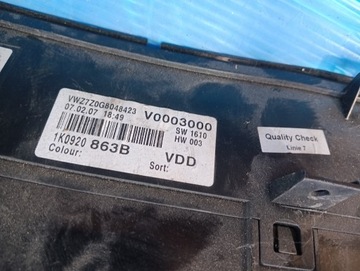 VWZ7Z0G8048423 V0003000
07.02.07 16:49 SW 1610
HW 003
1K0920 863B VDD
Colour: Sort:
Quality Check
Linie 7